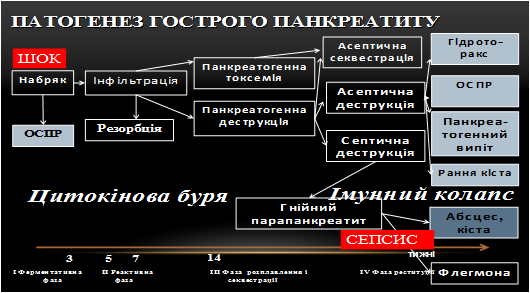 ПАТОГЕНЕЗ ГОСТРОГО ПАНКРЕАТИТУ
ШОК
Набряк
Інфільтрація
Панкреатогенна
токсемія
Асептична
секвестрація
Гідрото-
ракс
ОСПР
Резорбція
Панкреатогенна
деструкція
Асептична
деструкція
ОСПР
Панкреа-
тогенний
випіт
Септична
деструкція
Рання кіста
Цитокінова буря
Імунний колапс
Гнійний
парапанкреатит
Абсцес,
кіста
СЕПСИС
тижні
3 5 7 14
І Ферментативна
фаза
ІІ Реактивна
фаза
ІІІ Фаза розплавлення і
секвестрації
ІV Фаза реституції
Флегмона